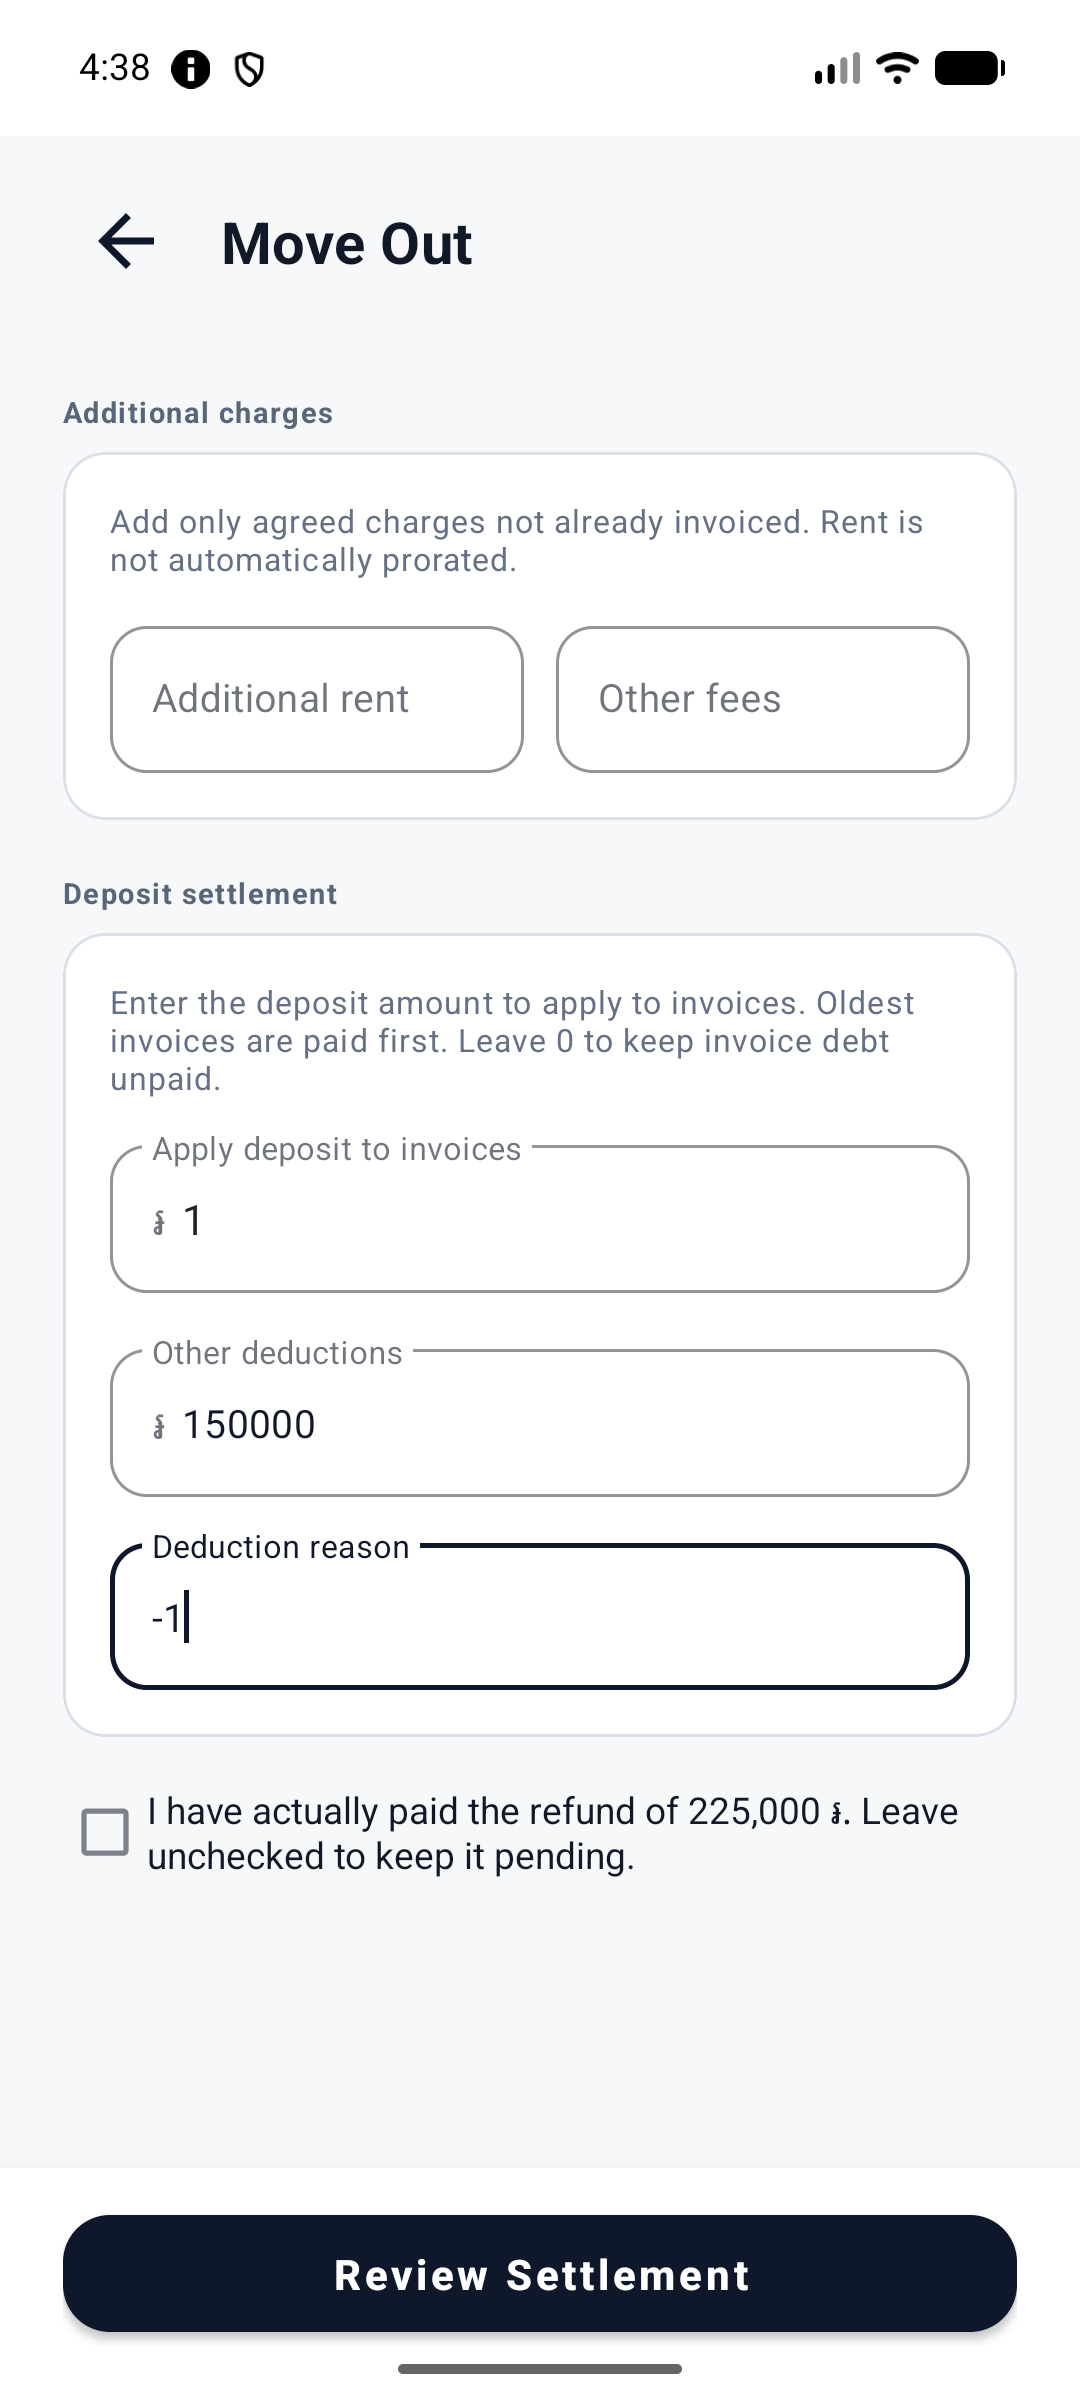 4:38
Move Out
Additional charges
Add only agreed charges not already invoiced. Rent is
not automatically prorated.
Additional rent
Other fees
Deposit settlement
Enter the deposit amount to apply to invoices. Oldest
invoices are paid first. Leave 0 to keep invoice debt
unpaid.
Apply deposit to invoices
៛ 1
Other deductions
៛ 150000
Deduction reason
-1
I have actually paid the refund of 225,000 ៛. Leave
unchecked to keep it pending.
Review Settlement